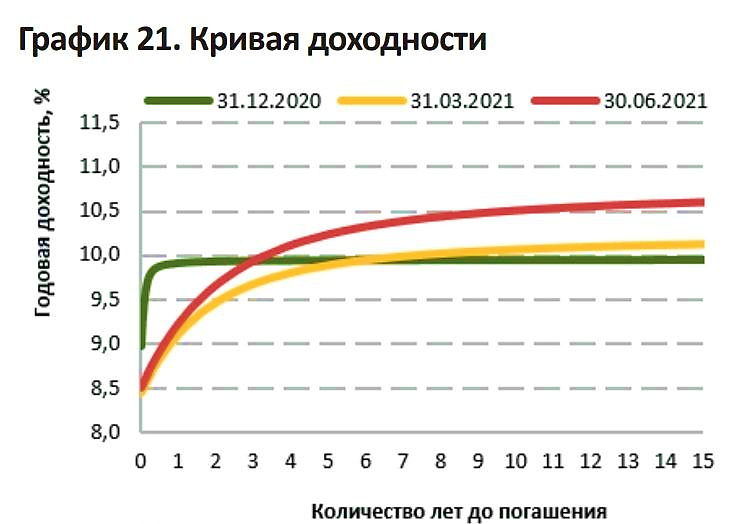 График 21. Кривая доходности
31.12.2020 31.03.2021 30.06.2021
Годовая доходность, %
11,5
11,0
10,5
10,0
9,5
9,0
8,5
8,0
0 1 2 3 4 5 6 7 8 9 10 11 12 13 14 15
Количество лет до погашения